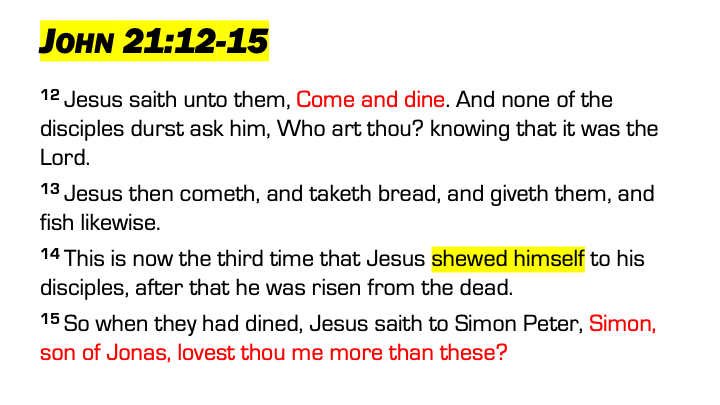 JOHN 21:12-15
12 Jesus saith unto them, Come and dine. And none of the
disciples durst ask him, Who art thou? knowing that it was the
Lord.
13 Jesus then cometh, and taketh bread, and giveth them, and
fish likewise.
14 This is now the third time that Jesus shewed himself to his
disciples, after that he was risen from the dead.
15 So when they had dined, Jesus saith to Simon Peter, Simon,
son of Jonas, lovest thou me more than these?